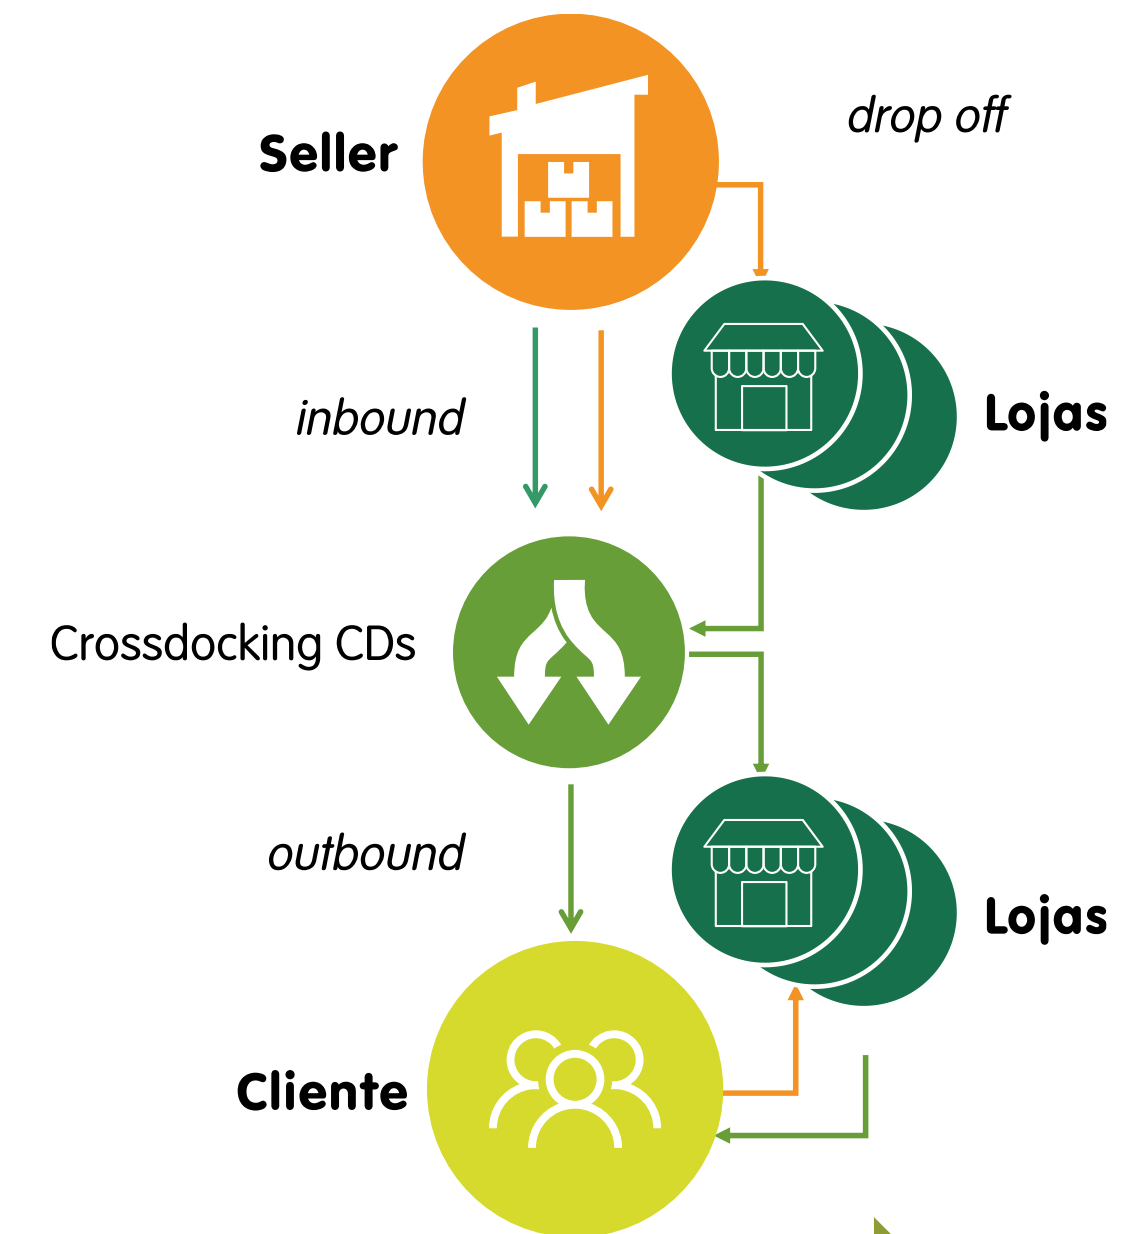 drop off
Seller
Lojas
inbound
Crossdocking CDs
outbound
Lojas
Cliente